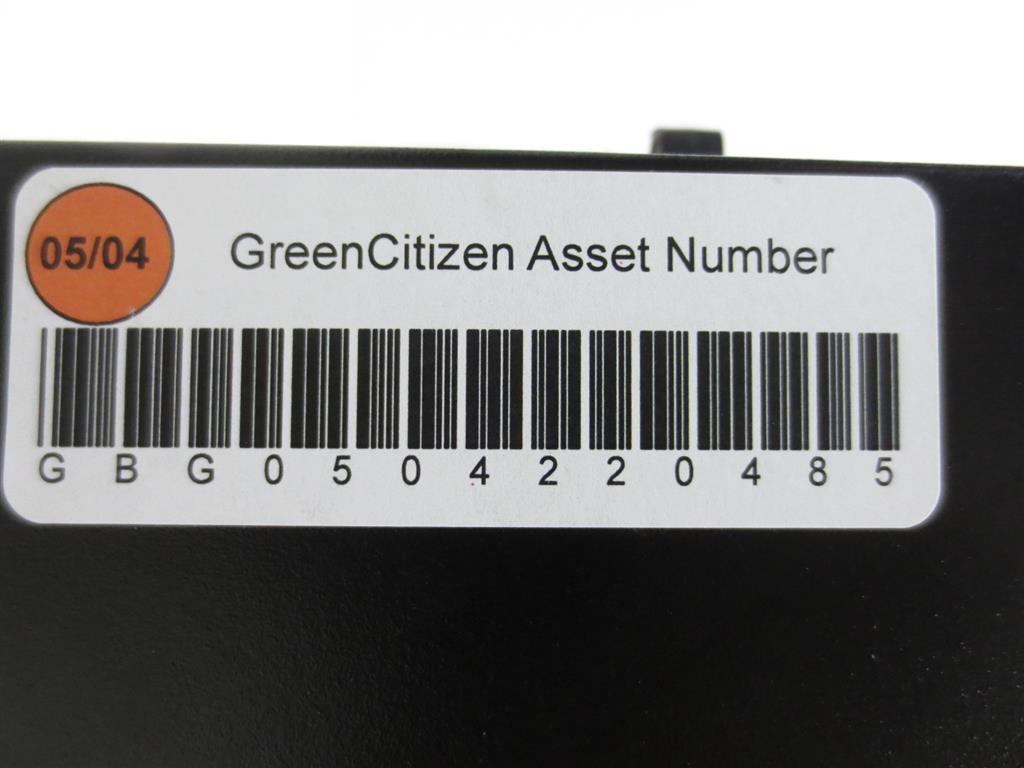 05/04
GreenCitizen Asset Number
G B G 0 5 0 4 2 2 0 4 8 5